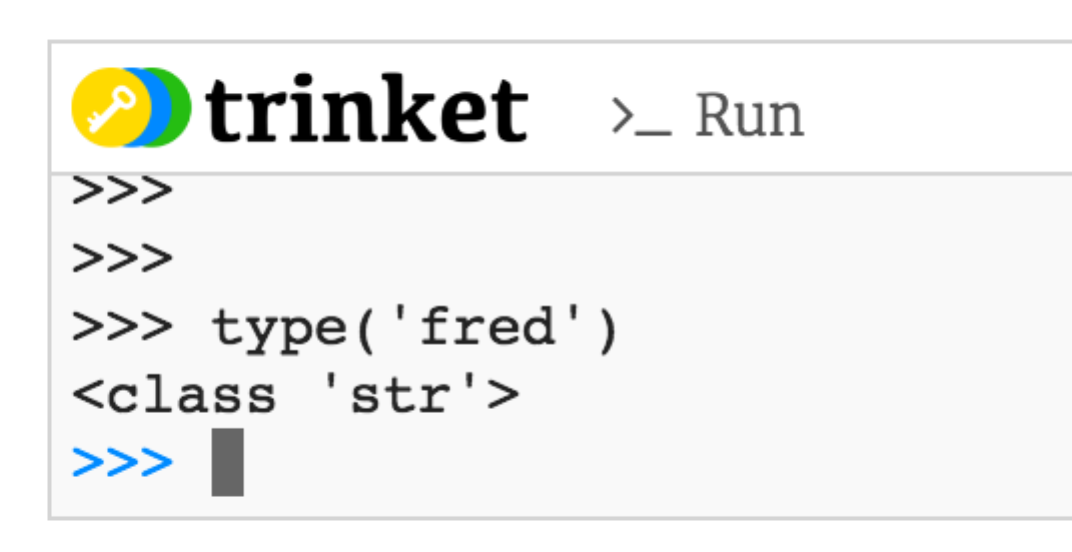 trinket >_ Run
>>>
>>>
>>> type('fred')
<class 'str'>
>>>